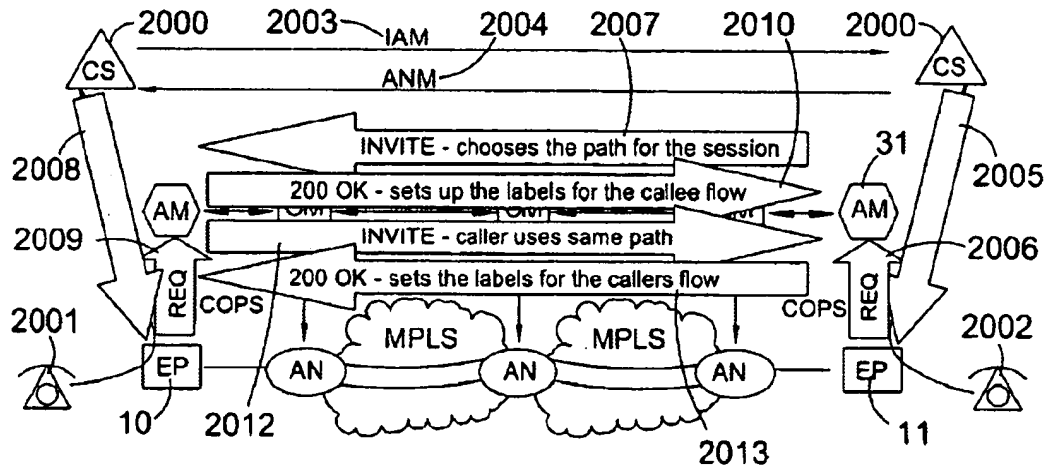 2000 2003 IAM 2004 2007 2010 2000
CS CS
ANM
INVITE - chooses the path for the session
2008 31 2005
200 OK - sets up the labels for the callee flow
AM AM
2009 INVITE - caller uses same path 2006
REQ 200 OK - sets the labels for the callers flow REQ
COPS COPS
2001 MPLS MPLS 2002
EP AN AN AN EP
10 2012 2013 11